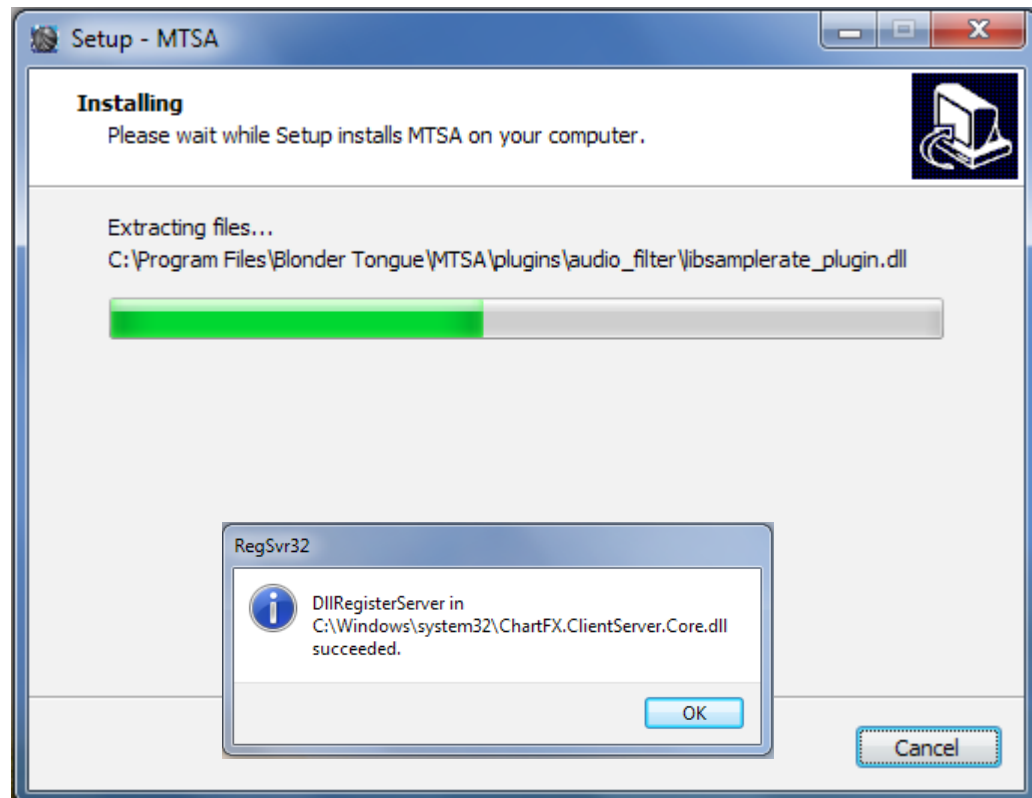 Setup - MTSA
Installing
Please wait while Setup installs MTSA on your computer.
Extracting files...
C:\Program Files\Blonder Tongue\MTSA\plugins\audio_filter\libsamplerate_plugin.dll
RegSvr32
DllRegisterServer in
C:\Windows\system32\ChartFX.ClientServer.Core.dll
succeeded.
OK
Cancel